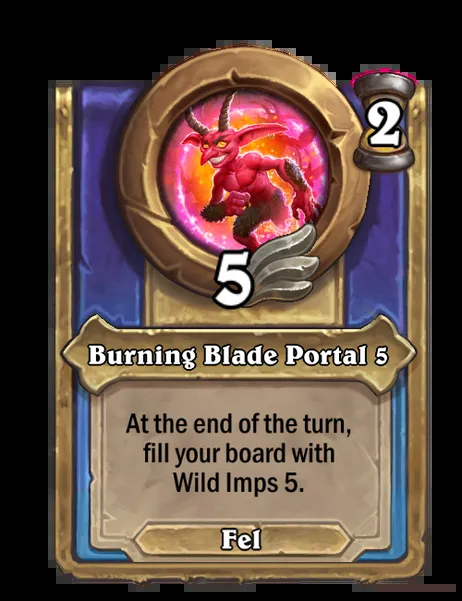 2
5
Burning Blade Portal 5
At the end of the turn,
fill your board with
Wild Imps 5.
Fel